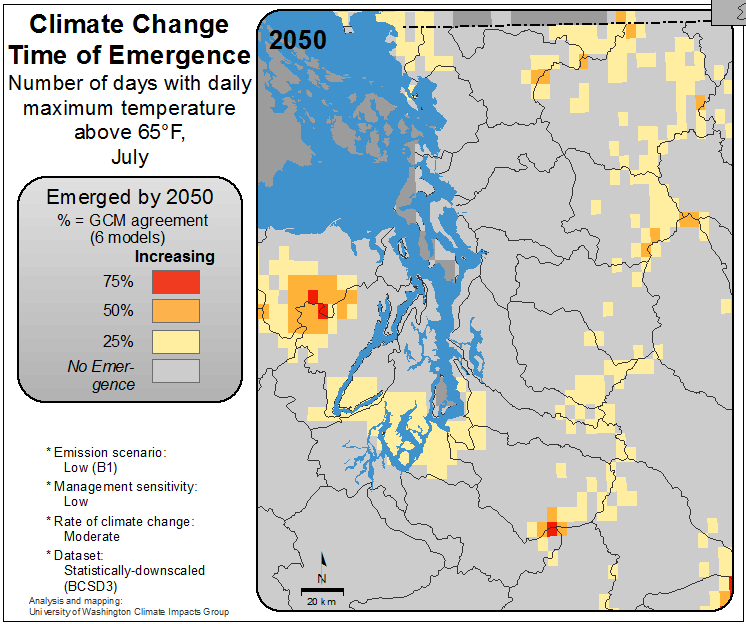 Climate Change
Time of Emergence
Number of days with daily
maximum temperature
above 65°F,
July
2050
Emerged by 2050
% = GCM agreement
(6 models)
Increasing
75%
50%
25%
No Emer-
gence
* Emission scenario:
Low (B1)
* Management sensitivity:
Low
* Rate of climate change:
Moderate
* Dataset:
Statistically-downscaled
(BCSD3)
Analysis and mapping:
University of Washington Climate Impacts Group
N
20 km